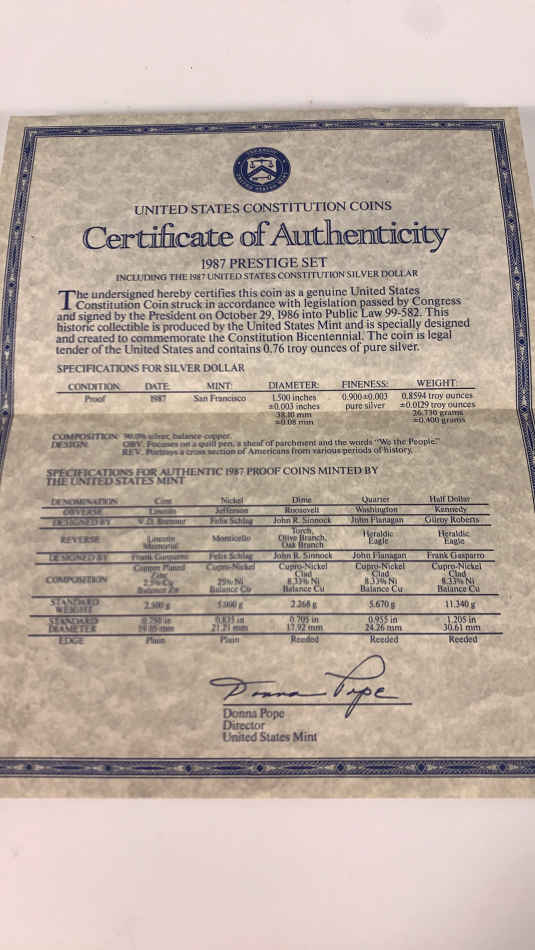 UNITED STATES CONSTITUTION COINS
Certificate of Authenticity
1987 PRESTIGE SET
INCLUDING THE 1987 UNITED STATES CONSTITUTION SILVER DOLLAR
The undersigned hereby certifies this coin as a genuine United States
Constitution Coin struck in accordance with legislation passed by Congress
and signed by the President on October 29, 1986 into Public Law 99-582. This
historic collectible is produced by the United States Mint and is specially designed
and created to commemorate the Constitution Bicentennial. The coin is legal
tender of the United States and contains 0.76 troy ounces of pure silver.
SPECIFICATIONS FOR SILVER DOLLAR
CONDITION: DATE: MINT: DIAMETER: FINENESS: WEIGHT:
Proof 1987 San Francisco 1.500 inches 0.900±0.003 0.8594 troy ounces
±0.003 inches pure silver ±0.0129 troy ounces
38.10 mm 26.730 grams
±0.08 mm ±0.400 grams
COMPOSITION: 90.0% silver, balance copper.
DESIGN: OBV. Focuses on a quill pen, a sheaf of parchment and the words "We the People."
REV. Portrays a cross section of Americans from various periods of history.
SPECIFICATIONS FOR AUTHENTIC 1987 PROOF COINS MINTED BY
THE UNITED STATES MINT
DENOMINATION Cent Nickel Dime Quarter Half Dollar
OBVERSE Lincoln Jefferson Roosevelt Washington Kennedy
DESIGNED BY V.D. Brenner Felix Schlag John R. Sinnock John Flanagan Gilroy Roberts
REVERSE Lincoln Memorial Monticello Torch, Olive Branch, Oak Branch Heraldic Eagle Heraldic Eagle
DESIGNED BY Frank Gasparro Felix Schlag John R. Sinnock John Flanagan Frank Gasparro
COMPOSITION Copper Plated Zinc 2.5% Cu Balance Zn Cupro-Nickel 25% Ni Balance Cu Cupro-Nickel Clad 8.33% Ni Balance Cu Cupro-Nickel Clad 8.33% Ni Balance Cu Cupro-Nickel Clad 8.33% Ni Balance Cu
STANDARD WEIGHT 2.500 g 5.000 g 2.268 g 5.670 g 11.340 g
STANDARD DIAMETER 0.750 in 19.05 mm 0.835 in 21.21 mm 0.705 in 17.92 mm 0.955 in 24.26 mm 1.205 in 30.61 mm
EDGE Plain Plain Reeded Reeded Reeded
Donna Pope
Donna Pope
Director
United States Mint